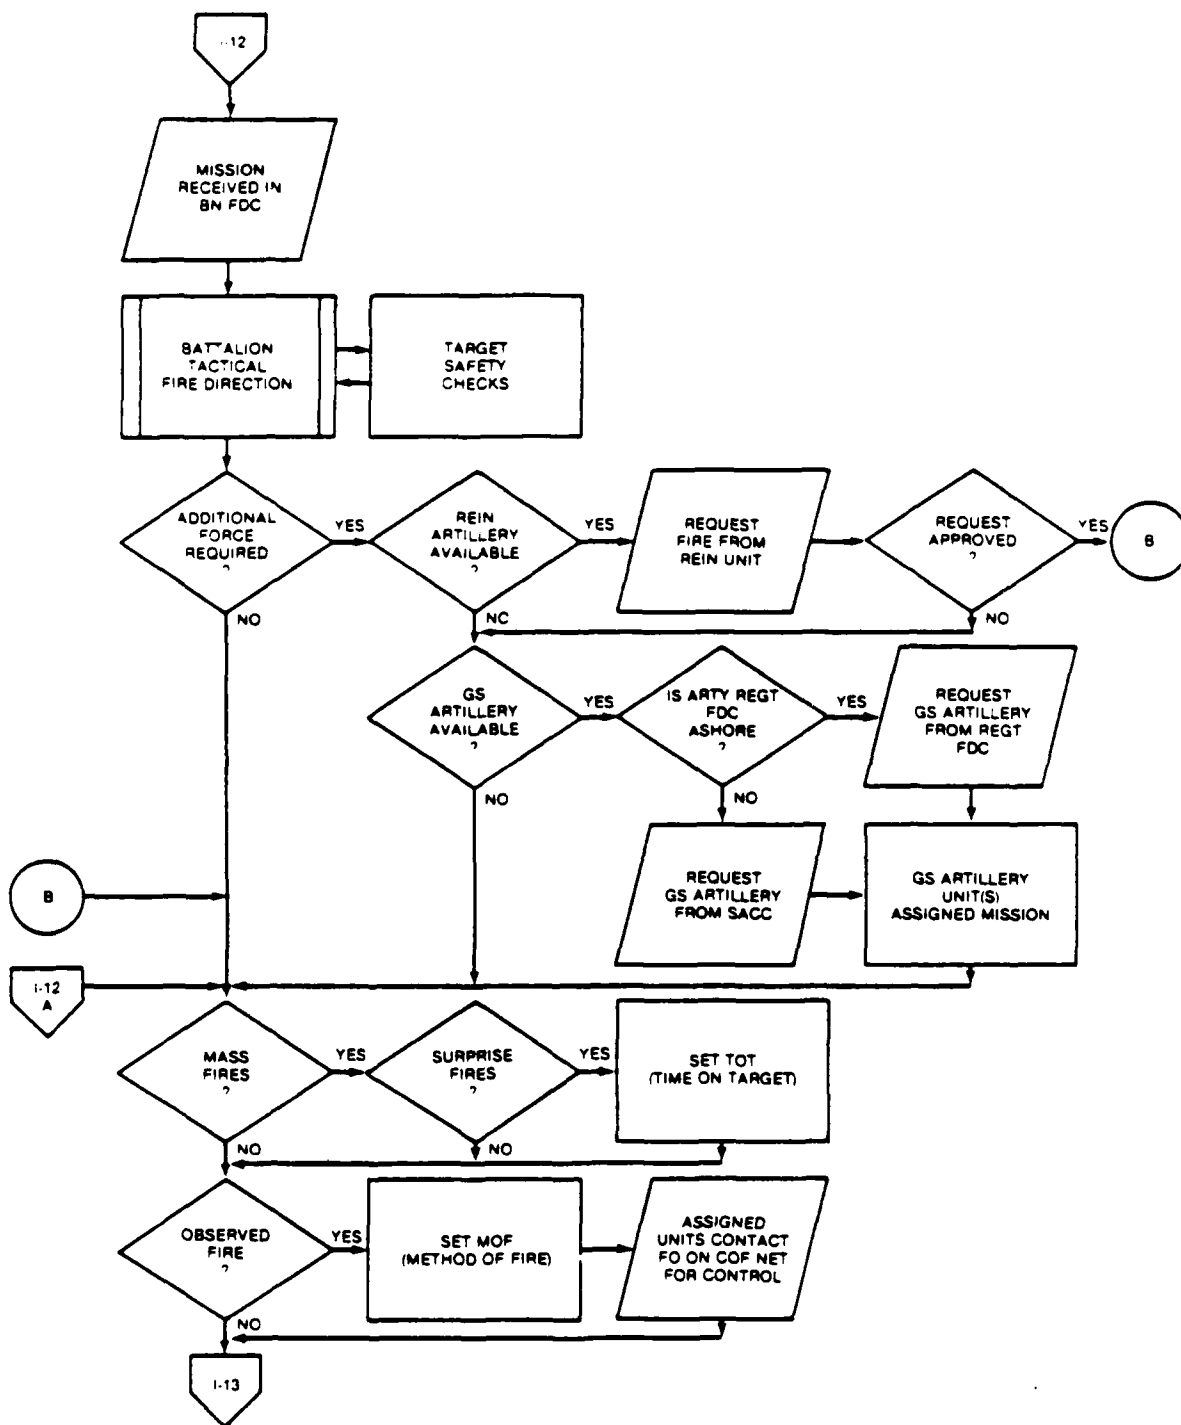 -12
MISSION
RECEIVED IN
BN FDC
BATTALION
TACTICAL
FIRE DIRECTION
TARGET
SAFETY
CHECKS
ADDITIONAL
FORCE
REQUIRED
?
YES
REIN
ARTILLERY
AVAILABLE
?
YES
REQUEST
FIRE FROM
REIN UNIT
REQUEST
APPROVED
?
YES
B
NO
NC
NO
GS
ARTILLERY
AVAILABLE
?
YES
IS ARTY REGT
FDC
ASHORE
?
YES
REQUEST
GS ARTILLERY
FROM REGT
FDC
NO
NO
B
REQUEST
GS ARTILLERY
FROM SACC
GS ARTILLERY
UNIT(S)
ASSIGNED MISSION
I-12
A
MASS
FIRES
?
YES
SURPRISE
FIRES
?
YES
SET TOT
(TIME ON TARGET)
NO
NO
OBSERVED
FIRE
?
YES
SET MOF
(METHOD OF FIRE)
ASSIGNED
UNITS CONTACT
FO ON COF NET
FOR CONTROL
NO
I-13